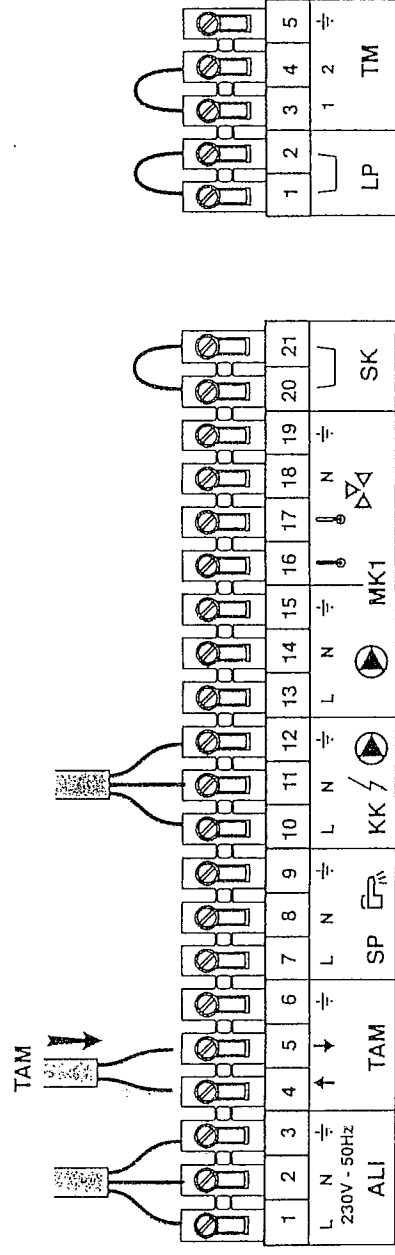 TAM
1 2 3 4 5 6 7 8 9 10 11 12 13 14 15 16 17 18 19 20 21
L N L N L N L N N
230V - 50Hz
ALI TAM SP KK MK1 SK
1 2 3 4 5
1 2
LP TM